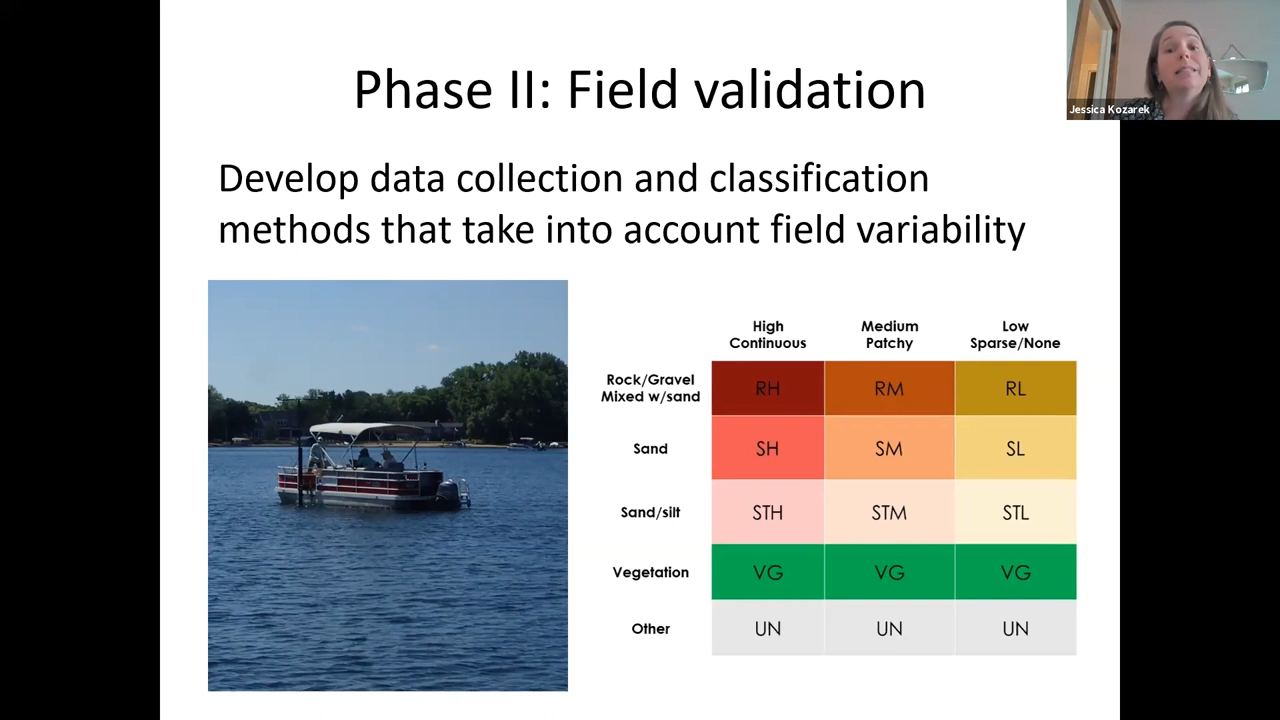 Phase II: Field validation
Jessica Kozarek
Develop data collection and classification
methods that take into account field variability
High
Continuous
Medium
Patchy
Low
Sparse/None
Rock/Gravel
Mixed w/sand
RH
RM
RL
Sand
SH
SM
SL
Sand/silt
STH
STM
STL
Vegetation
VG
VG
VG
Other
UN
UN
UN